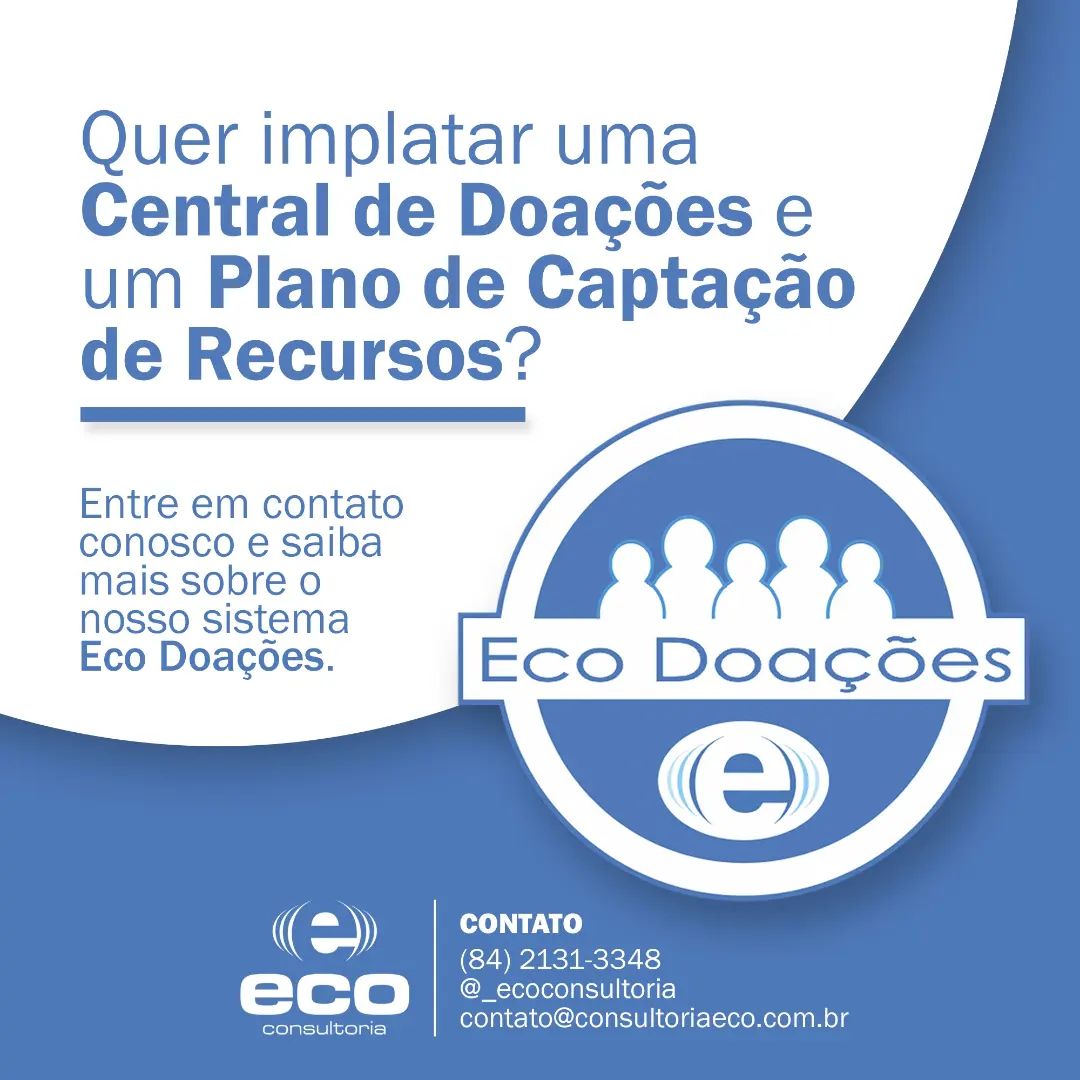 Quer implatar uma
Central de Doações e
um Plano de Captação
de Recursos?
Entre em contato
conosco e saiba
mais sobre o
nosso sistema
Eco Doações.
Eco Doações
e
e
eco
consultoria
CONTATO
(84) 2131-3348
@_ecoconsultoria
contato@consultoriaeco.com.br